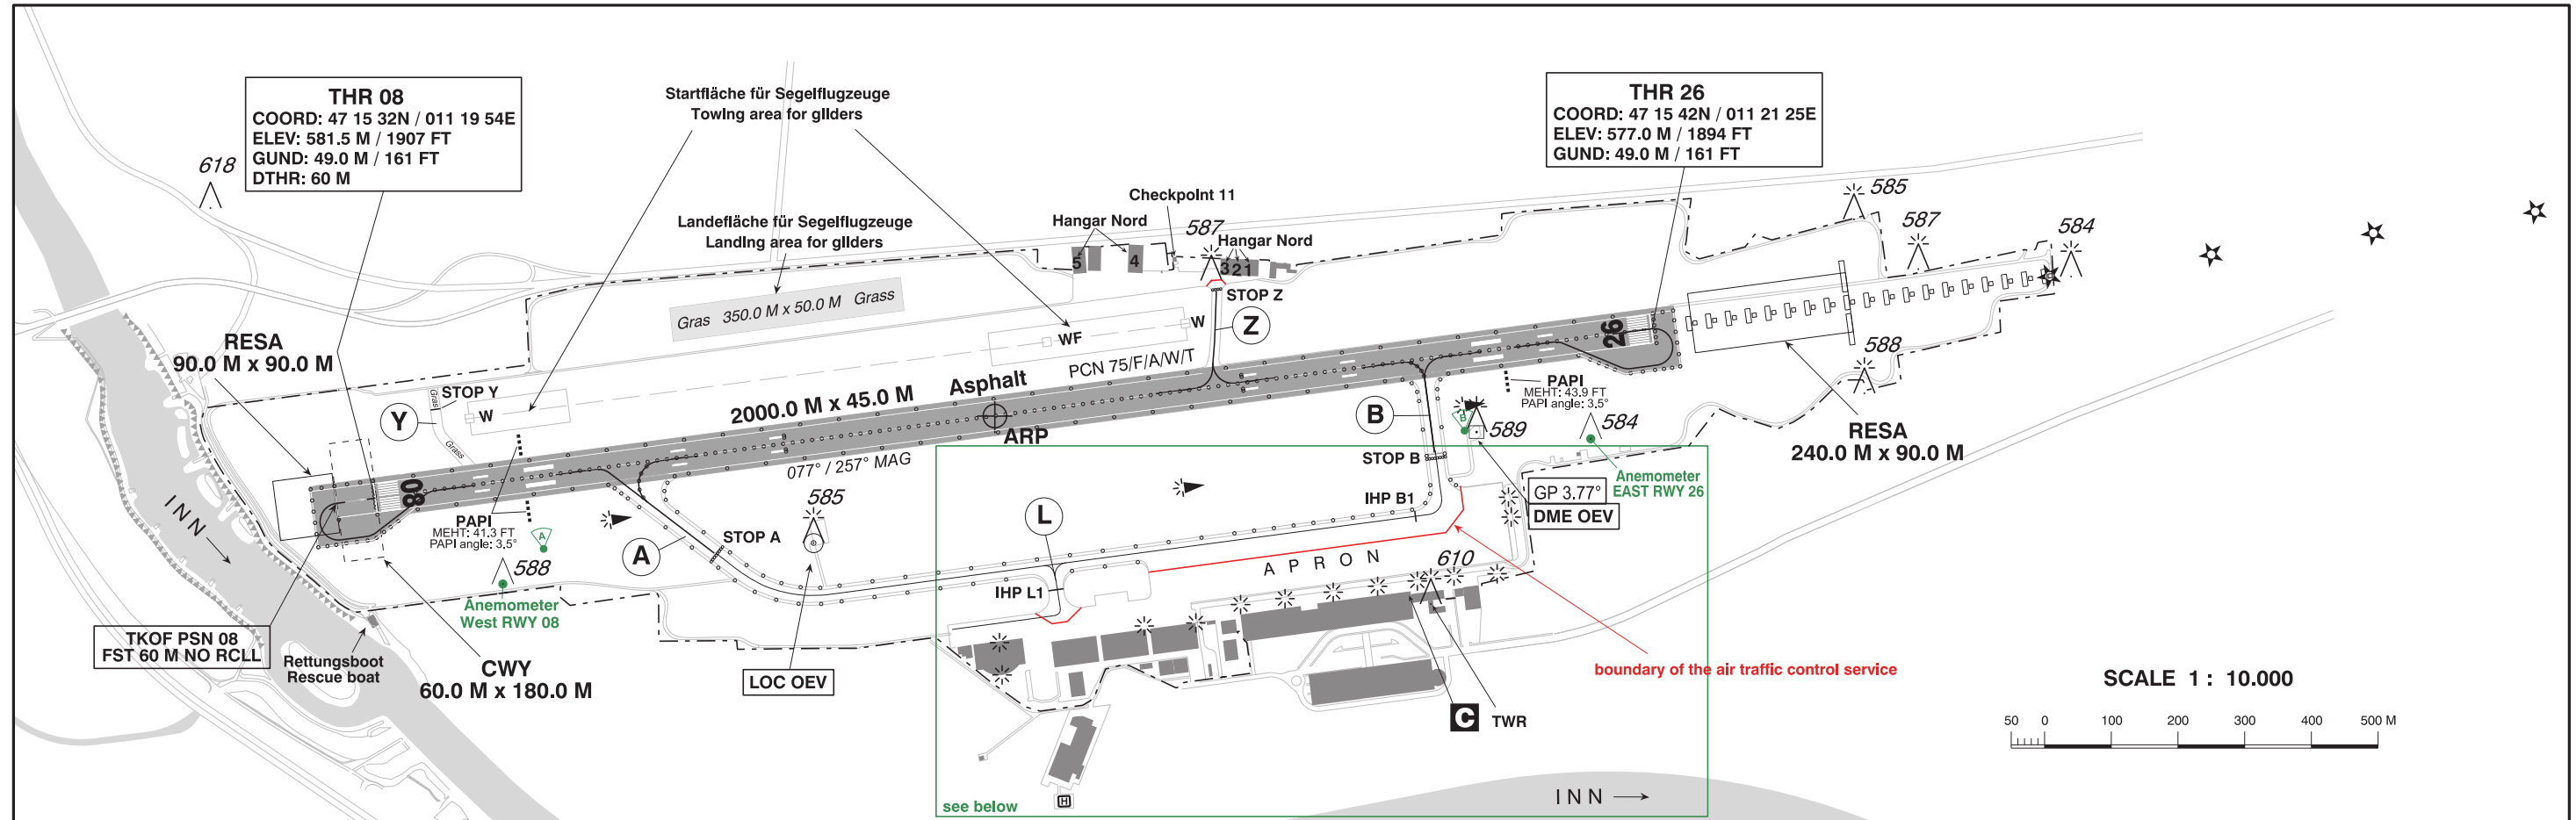 THR 08
COORD: 47 15 32N / 011 19 54E
ELEV: 581.5 M / 1907 FT
GUND: 49.0 M / 161 FT
DTHR: 60 M
618
Startfläche für Segelflugzeuge
Towing area for gliders
THR 26
COORD: 47 15 42N / 011 21 25E
ELEV: 577.0 M / 1894 FT
GUND: 49.0 M / 161 FT
Landefläche für Segelflugzeuge
Landing area for gliders
Checkpoint 11
Hangar Nord
587
Hangar Nord
5
4
3
2
1
585
587
584
588
Gras 350.0 M x 50.0 M Grass
STOP Z
Z
W
WF
PCN 75/F/A/W/T
26
RESA
90.0 M x 90.0 M
Gras
STOP Y
W
Y
Grass
2000.0 M x 45.0 M
Asphalt
ARP
077° / 257° MAG
08
B
PAPI
MEHT: 43.9 FT
PAPI angle: 3,5°
B
589
584
Anemometer
EAST RWY 26
RESA
240.0 M x 90.0 M
STOP B
IHP B1
GP 3.77°
DME OEV
INN
PAPI
MEHT: 41.3 FT
PAPI angle: 3,5°
A
588
Anemometer
West RWY 08
A
STOP A
585
L
IHP L1
APRON
610
TKOF PSN 08
FST 60 M NO RCLL
Rettungsboot
Rescue boat
CWY
60.0 M x 180.0 M
LOC OEV
boundary of the air traffic control service
C
TWR
H
see below
INN
SCALE 1 : 10.000
50 0 100 200 300 400 500 M